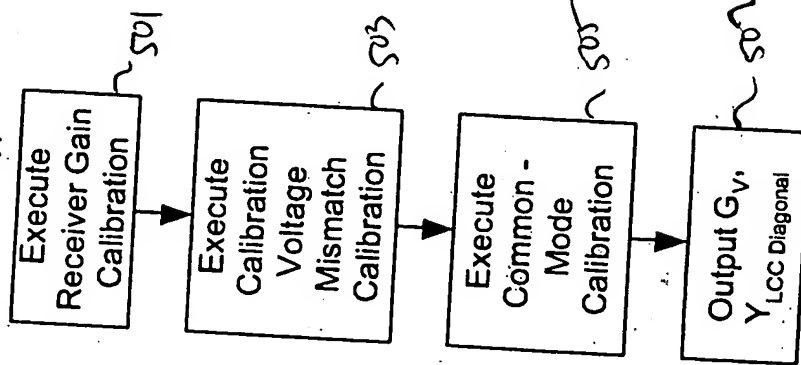 Execute
Receiver Gain
Calibration
501
Execute
Calibration
Voltage
Mismatch
Calibration
503
Execute
Common -
Mode
Calibration
505
Output G_V,
Y_LCC Diagonal
507